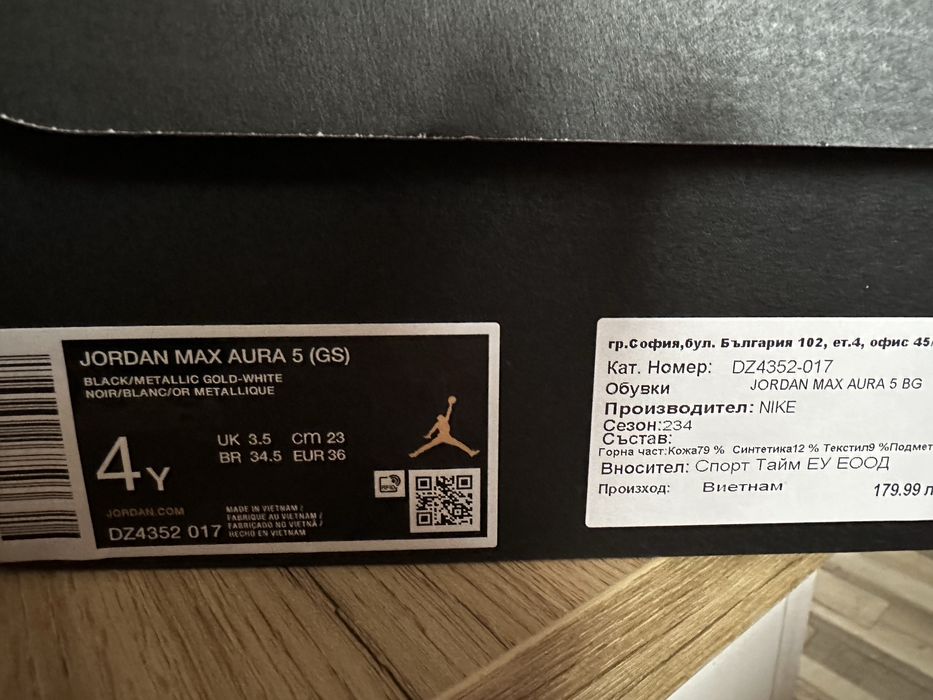 JORDAN MAX AURA 5 (GS)
BLACK/METALLIC GOLD-WHITE
NOIR/BLANC/OR METALLIQUE
4Y
UK 3.5 cm 23
BR 34.5 EUR 36
RFID
JORDAN.COM
DZ4352 017
MADE IN VIETNAM /
FABRIQUE AU VIETNAM /
FABRICADO NO VIETNÃ /
HECHO EN VIETNAM
гр.София,бул. България 102, ет.4, офис 45/
Кат. Номер: DZ4352-017
Обувки JORDAN MAX AURA 5 BG
Производител: NIKE
Сезон:234
Състав:
Горна част:Кожа79 % Синтетика12 % Текстил9 %Подмет
Вносител: Спорт Тайм ЕУ ЕООД
Произход: Виетнам
179.99 л